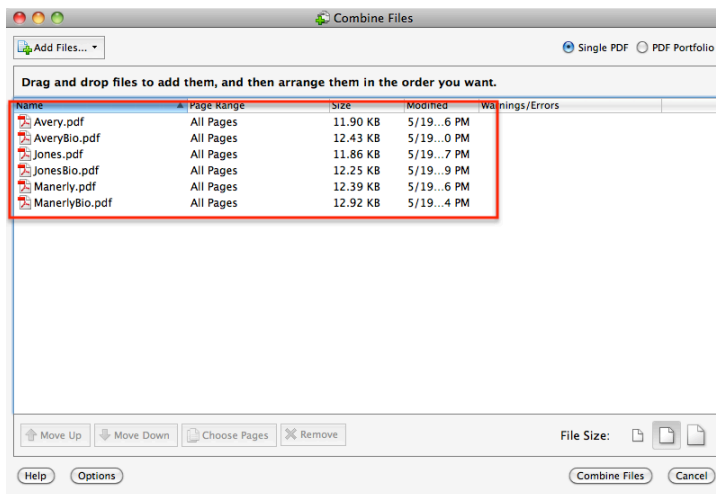 Combine Files
Add Files... Single PDF PDF Portfolio
Drag and drop files to add them, and then arrange them in the order you want.
Name Page Range Size Modified Warnings/Errors
Avery.pdf All Pages 11.90 KB 5/19...6 PM
AveryBio.pdf All Pages 12.43 KB 5/19...0 PM
Jones.pdf All Pages 11.86 KB 5/19...7 PM
JonesBio.pdf All Pages 12.25 KB 5/19...9 PM
Manerly.pdf All Pages 12.39 KB 5/19...6 PM
ManerlyBio.pdf All Pages 12.92 KB 5/19...4 PM
Move Up Move Down Choose Pages Remove File Size:
Help Options Combine Files Cancel